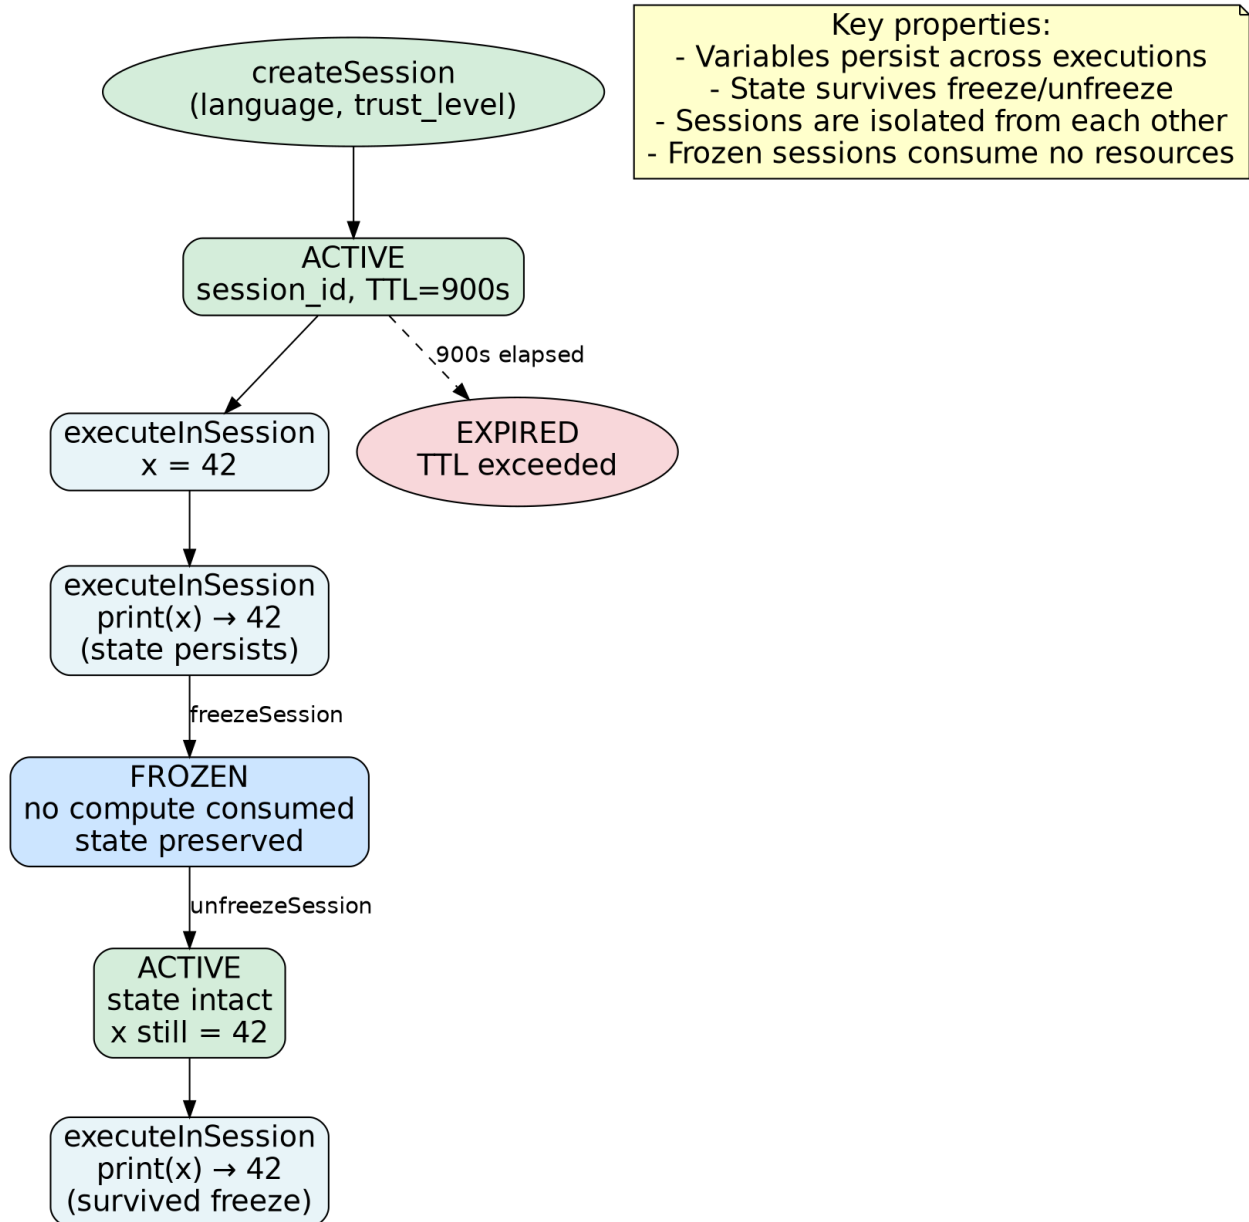 createSession
(language, trust_level)
Key properties:
- Variables persist across executions
- State survives freeze/unfreeze
- Sessions are isolated from each other
- Frozen sessions consume no resources
ACTIVE
session_id, TTL=900s
900s elapsed
executeInSession
x = 42
EXPIRED
TTL exceeded
executeInSession
print(x) → 42
(state persists)
freezeSession
FROZEN
no compute consumed
state preserved
unfreezeSession
ACTIVE
state intact
x still = 42
executeInSession
print(x) → 42
(survived freeze)